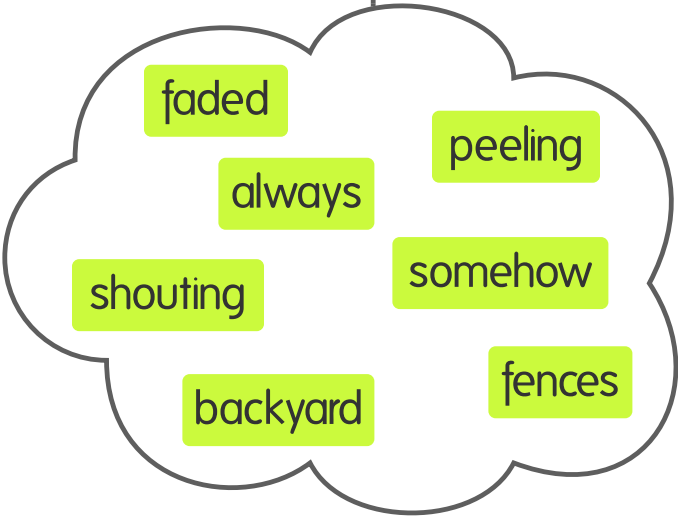 faded
peeling
always
somehow
shouting
fences
backyard